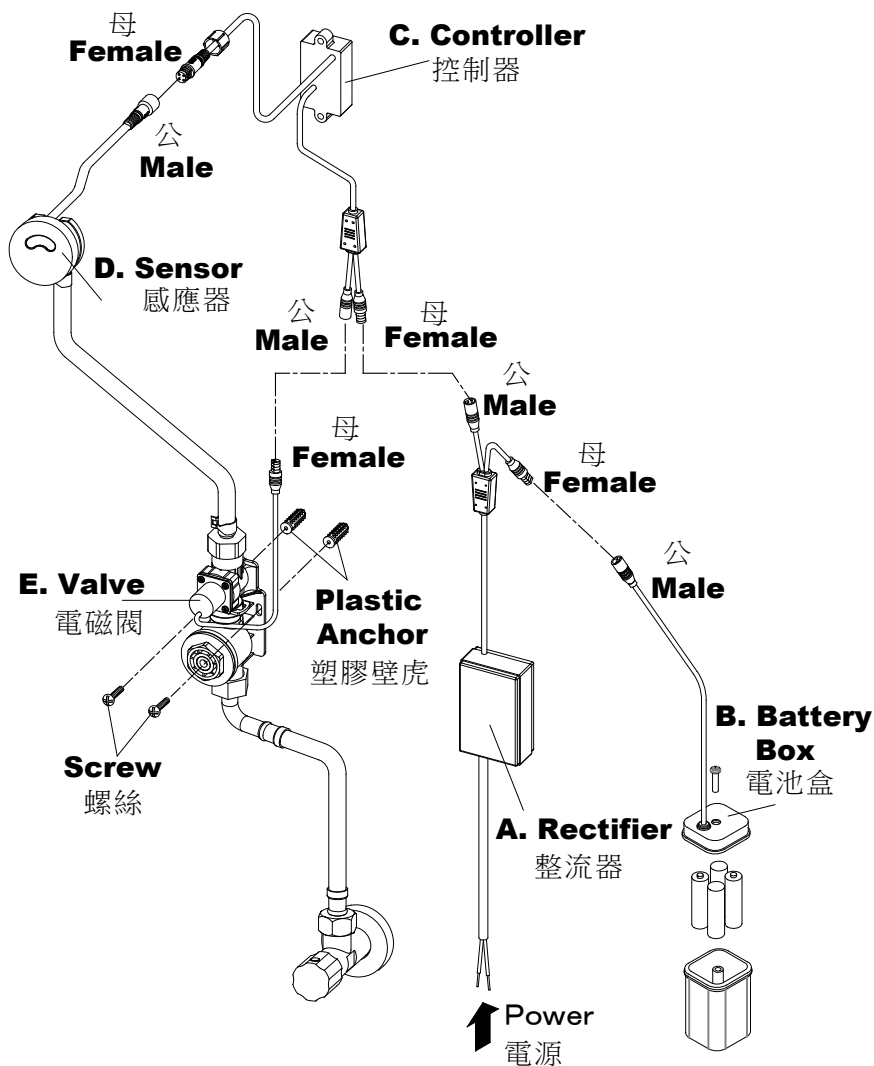 母
Female
C. Controller
控制器
公
Male
D. Sensor
感應器
公
Male
母
Female
公
Male
母
Female
母
Female
公
Male
E. Valve
電磁閥
Plastic
Anchor
塑膠壁虎
Screw
螺絲
B. Battery
Box
電池盒
A. Rectifier
整流器
Power
電源